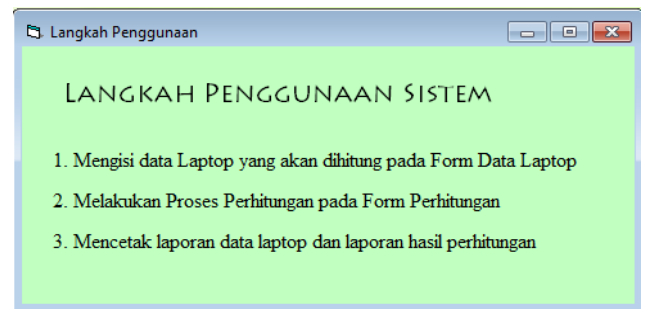 Langkah Penggunaan
LANGKAH PENGGUNAAN SISTEM
1. Mengisi data Laptop yang akan dihitung pada Form Data Laptop
2. Melakukan Proses Perhitungan pada Form Perhitungan
3. Mencetak laporan data laptop dan laporan hasil perhitungan